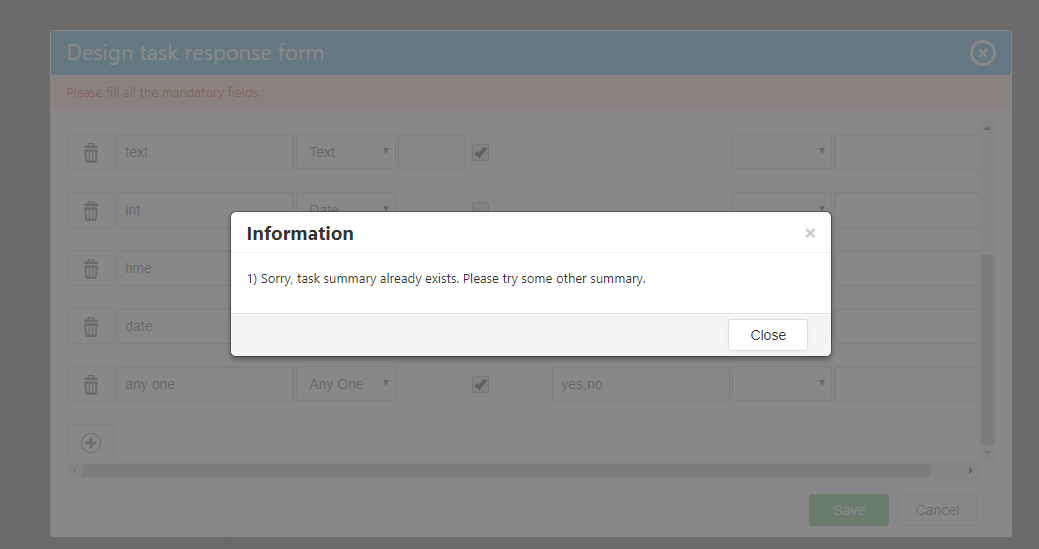 Design task response form
Please fill all the mandatory fields.
text Text
int Date
Information
×
1) Sorry, task summary already exists. Please try some other summary.
time
date
Close
any one Any One yes,no
Save Cancel